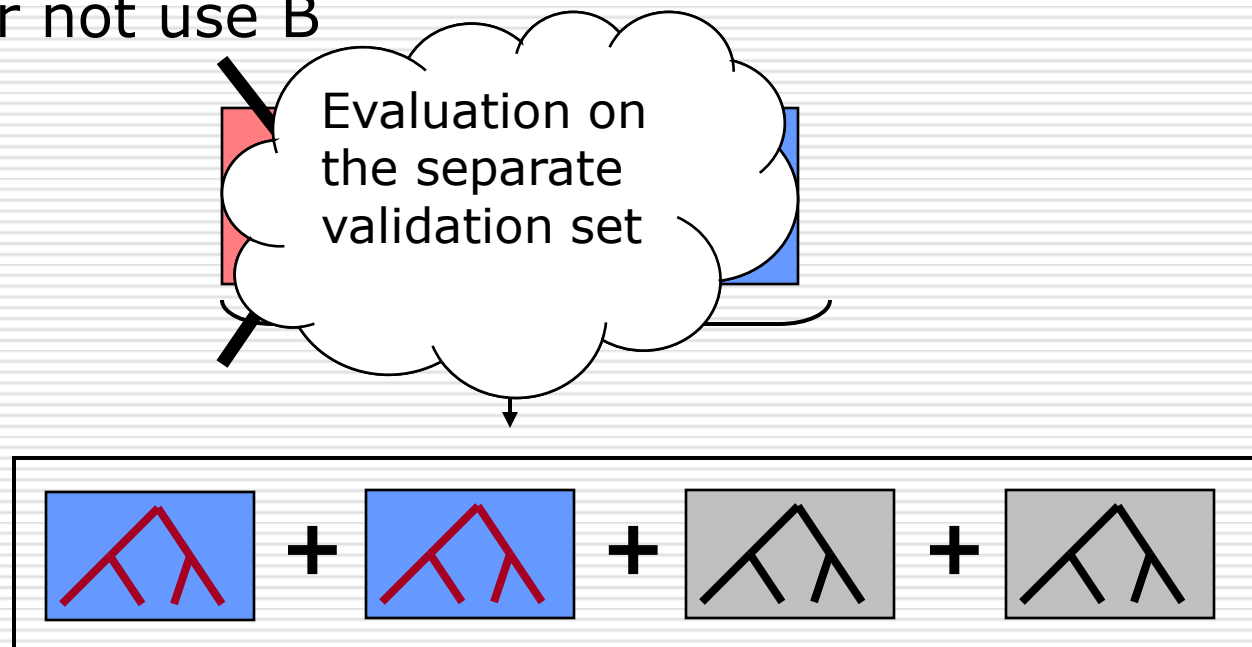 r not use B
Evaluation on
the separate
validation set
+ + +